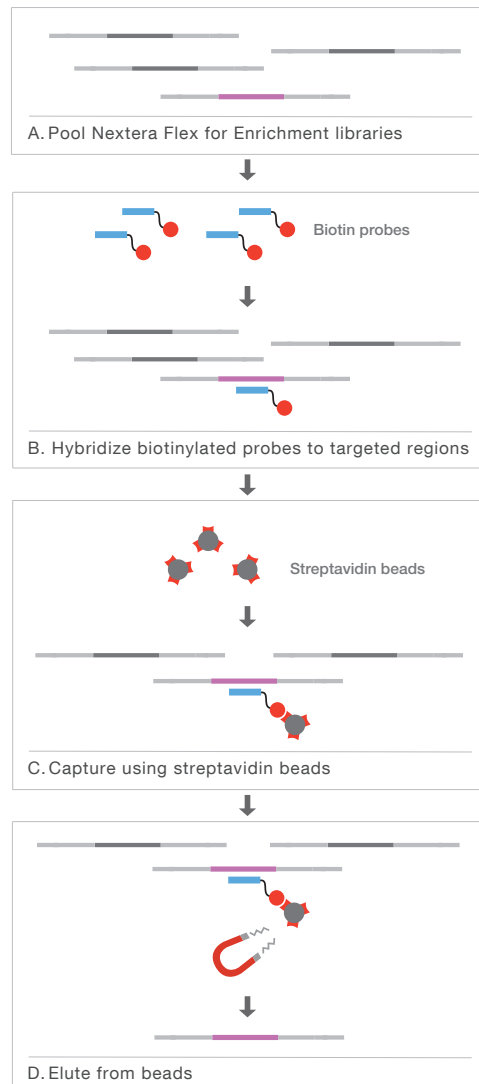 A. Pool Nextera Flex for Enrichment libraries
Biotin probes
B. Hybridize biotinylated probes to targeted regions
Streptavidin beads
C. Capture using streptavidin beads
D. Elute from beads